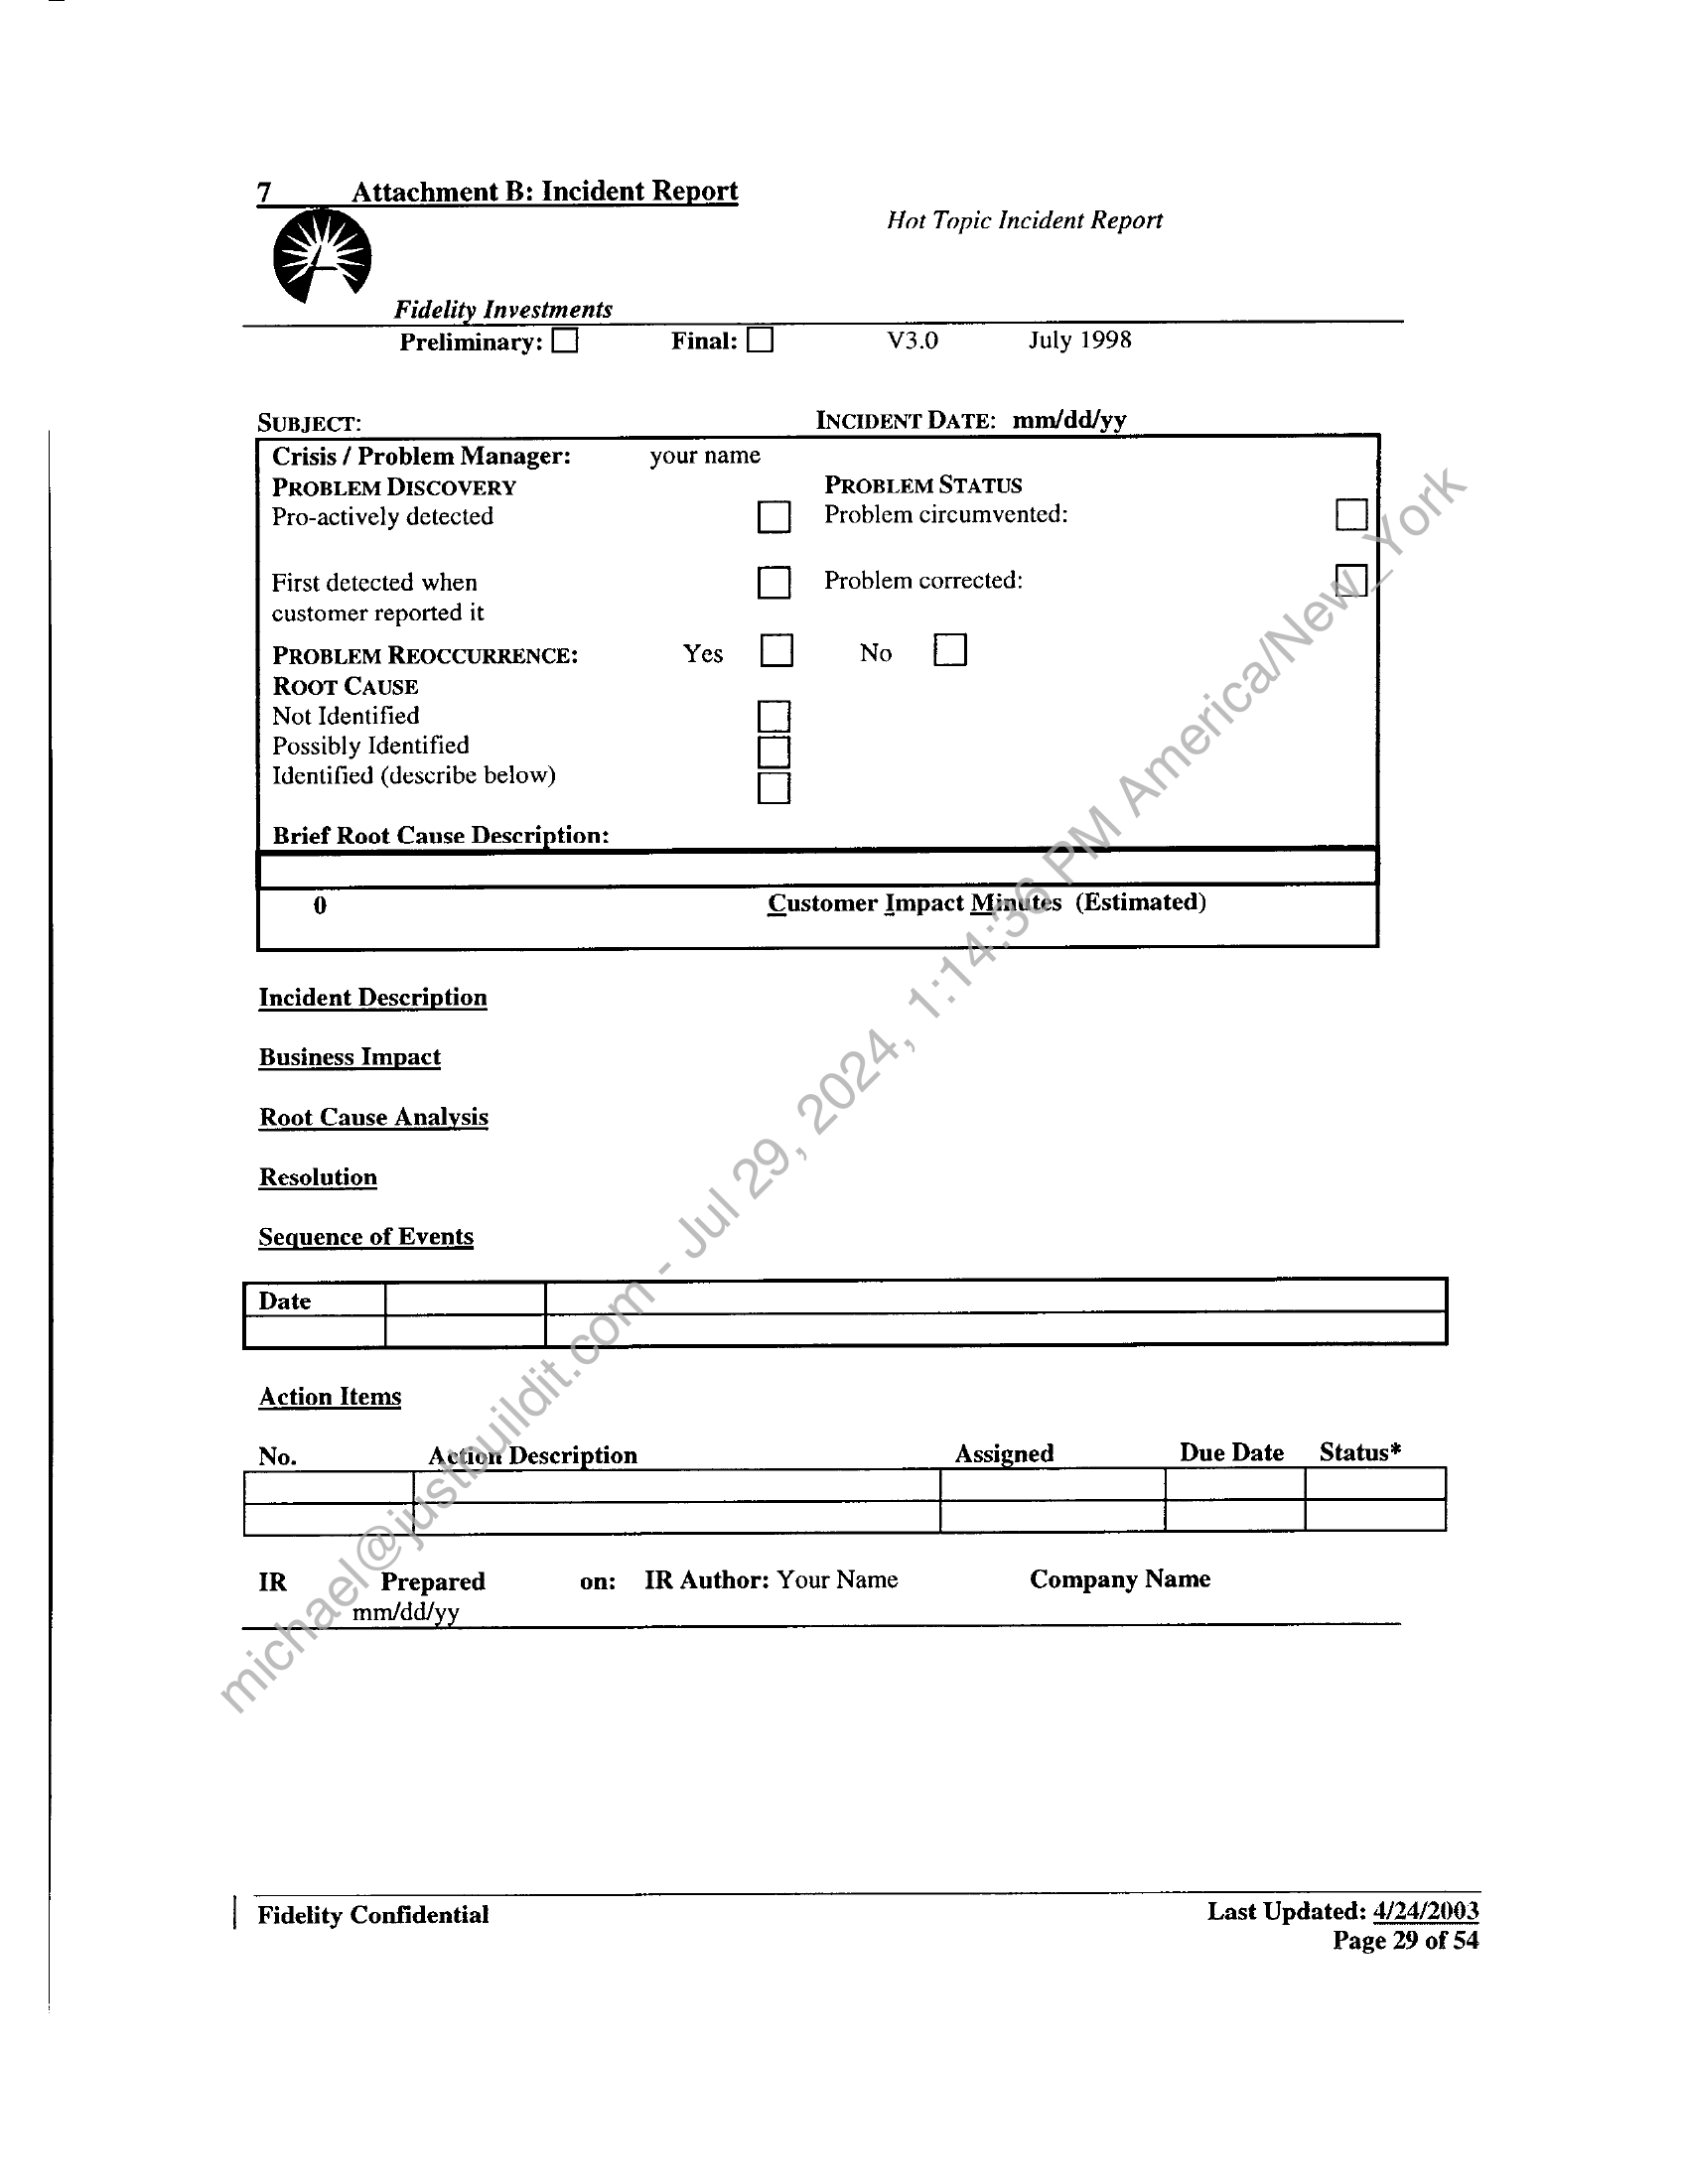 7 Attachment B: Incident Report
Hot Topic Incident Report
Fidelity Investments
Preliminary: Final: V3.0 July 1998
SUBJECT: INCIDENT DATE: mm/dd/yy
Crisis / Problem Manager: your name
PROBLEM DISCOVERY PROBLEM STATUS
Pro-actively detected Problem circumvented:
First detected when Problem corrected:
customer reported it
PROBLEM REOCCURRENCE: Yes No
ROOT CAUSE
Not Identified
Possibly Identified
Identified (describe below)
Brief Root Cause Description:
0 Customer Impact Minutes (Estimated)
Incident Description
Business Impact
Root Cause Analysis
Resolution
Sequence of Events
Date
Action Items
No. Action Description Assigned Due Date Status*
IR Prepared on: IR Author: Your Name Company Name
mm/dd/yy
michael@justbuildit.com - Jul 29, 2024, 1:14:36 PM America/New_York
Fidelity Confidential Last Updated: 4/24/2003
Page 29 of 54